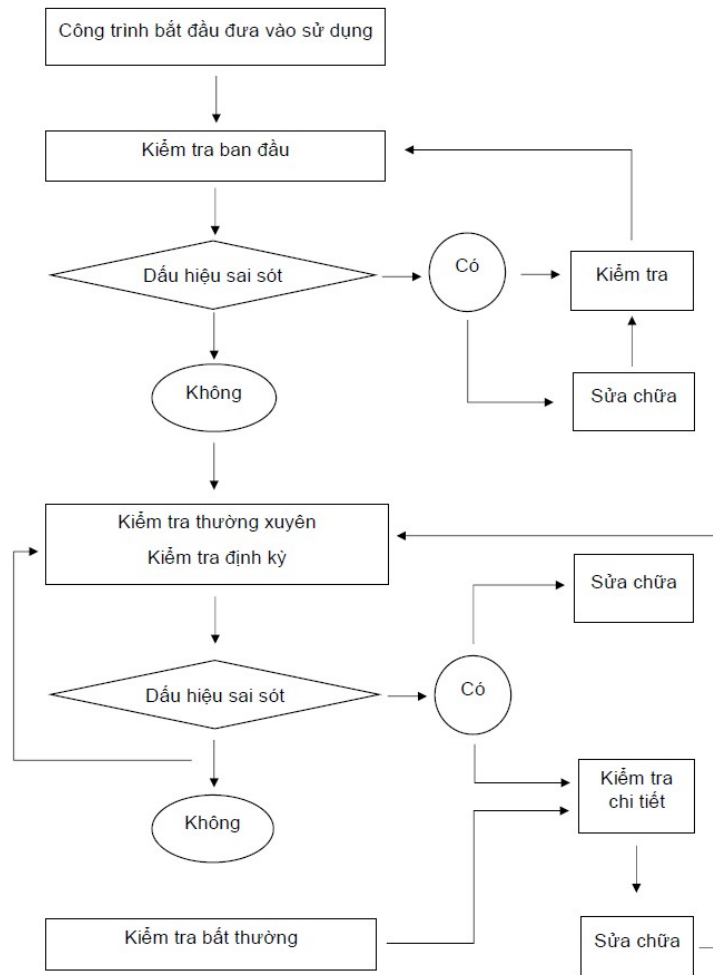 Công trình bắt đầu đưa vào sử dụng
Kiểm tra ban đầu
Dấu hiệu sai sót
Có
Kiểm tra
Không
Sửa chữa
Kiểm tra thường xuyên
Kiểm tra định kỳ
Sửa chữa
Dấu hiệu sai sót
Có
Kiểm tra
chi tiết
Không
Kiểm tra bất thường
Sửa chữa